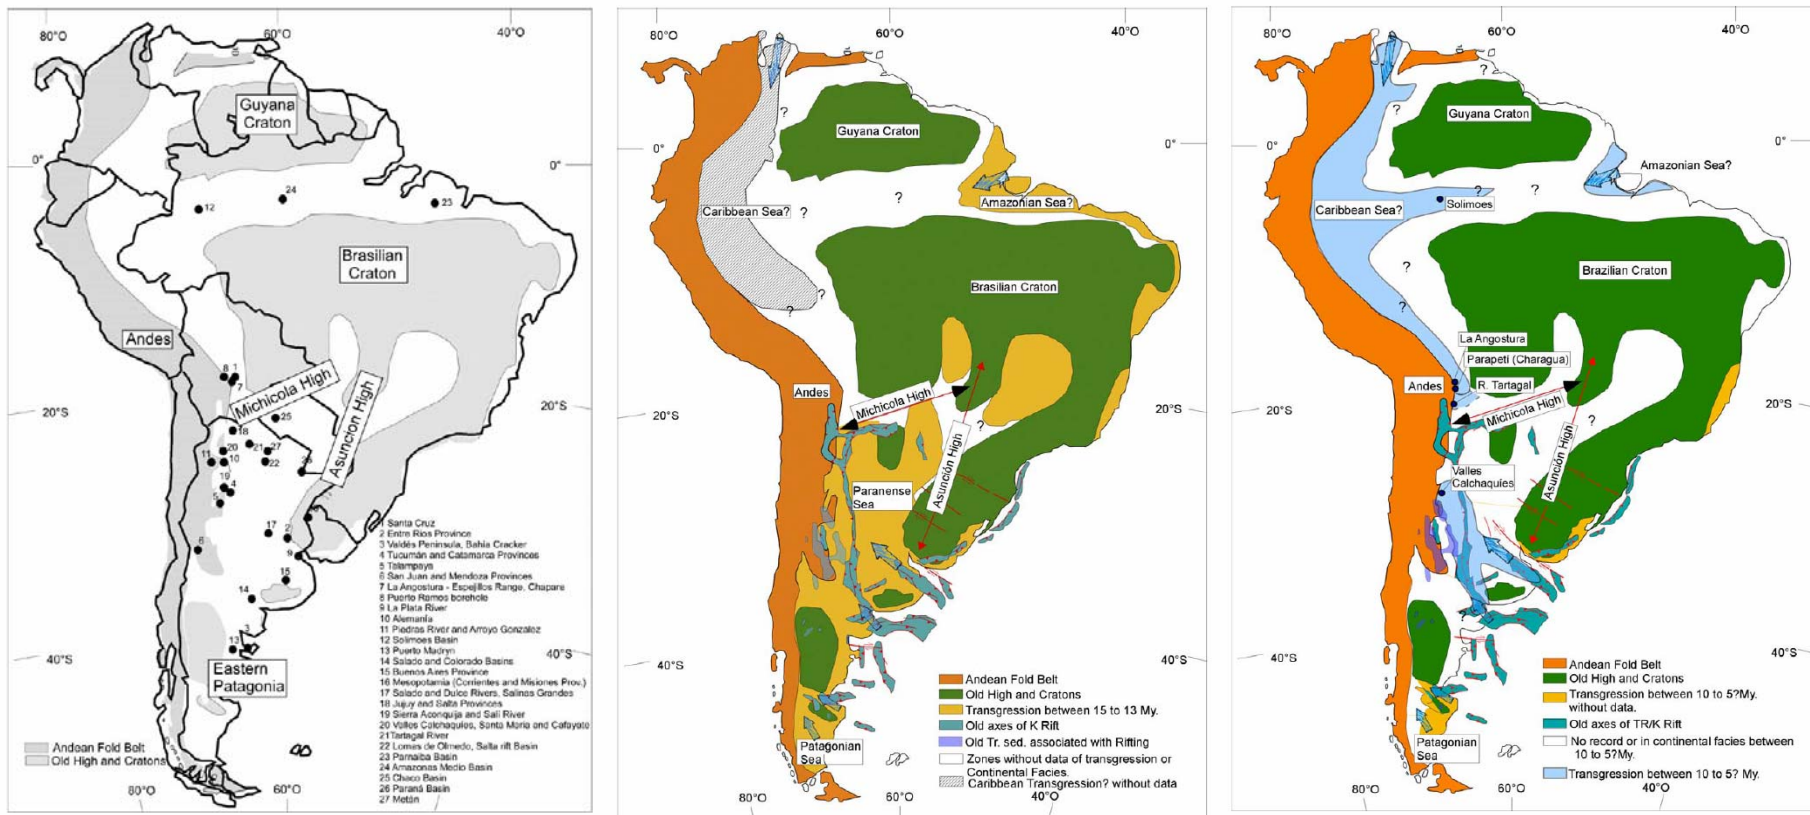 80°O
60°O
40°O
Guyana
Craton
0°
0°
24
12
23
Brasilian
Craton
Andes
8
1
7
Michicola High
20°S
20°S
25
18
Asuncion High
20
21
27
11
10
22
26
19
4
5
17
2
6
9
15
14
3
13
40°S
40°S
Eastern
Patagonia
1 Santa Cruz
2 Entre Rios Province
3 Valdés Peninsula, Bahia Cracker
4 Tucumán and Catamarca Provinces
5 Talampaya
6 San Juan and Mendoza Provinces
7 La Angostura - Espejillos Range, Chapare
8 Puerto Ramos borehole
9 La Plata River
10 Alemanía
11 Piedras River and Arroyo Gonzalez
12 Solimoes Basin
13 Puerto Madryn
14 Salado and Colorado Basins
15 Buenos Aires Province
16 Mesopotamia (Corrientes and Misiones Prov.)
17 Salado and Dulce Rivers, Salinas Grandes
18 Jujuy and Salta Provinces
19 Sierra Aconquija and Sali River
20 Valles Calchaquies, Santa Maria and Cafayate
21Tartagal River
22 Lomas de Olmedo, Salta rift Basin
23 Parnaiba Basin
24 Amazonas Medio Basin
25 Chaco Basin
26 Paraná Basin
27 Metán
Andean Fold Belt
Old High and Cratons
80°O
60°O
80°O
60°O
40°O
?
Guyana Craton
0°
0°
?
Caribbean Sea?
?
Amazonian Sea?
Brasilian Craton
?
?
Andes
Michicola High
20°S
20°S
?
Asunción High
Paranense
Sea
40°S
40°S
Andean Fold Belt
Old High and Cratons
Transgression between 15 to 13 My.
Old axes of K Rift
Old Tr. sed. associated with Rifting
Zones without data of transgression or
Continental Facies.
Caribbean Transgression? without data
Patagonian
Sea
80°O
60°O
40°O
80°O
60°O
40°O
?
?
Guyana Craton
0°
0°
Amazonian Sea?
?
?
Caribbean Sea?
Solimoes
?
Brazilian Craton
?
La Angostura
Parapeti (Charagua)
Andes
R. Tartagal
Michicola High
20°S
20°S
?
Asunción High
Valles
Calchaquíes
?
40°S
40°S
Andean Fold Belt
Old High and Cratons
Transgression between 10 to 5?My.
without data.
Old axes of TR/K Rift
No record or in continental facies between
10 to 5?My.
Transgression between 10 to 5? My.
Patagonian
Sea
80°O
60°O
40°O